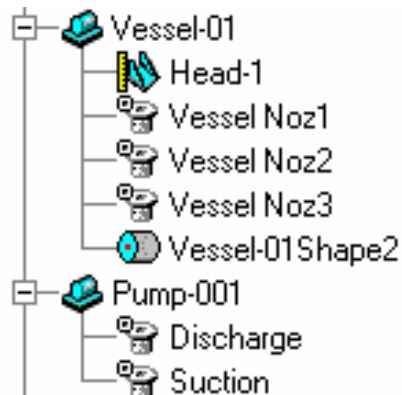 Vessel-01
Head-1
Vessel Noz1
Vessel Noz2
Vessel Noz3
Vessel-01Shape2
Pump-001
Discharge
Suction